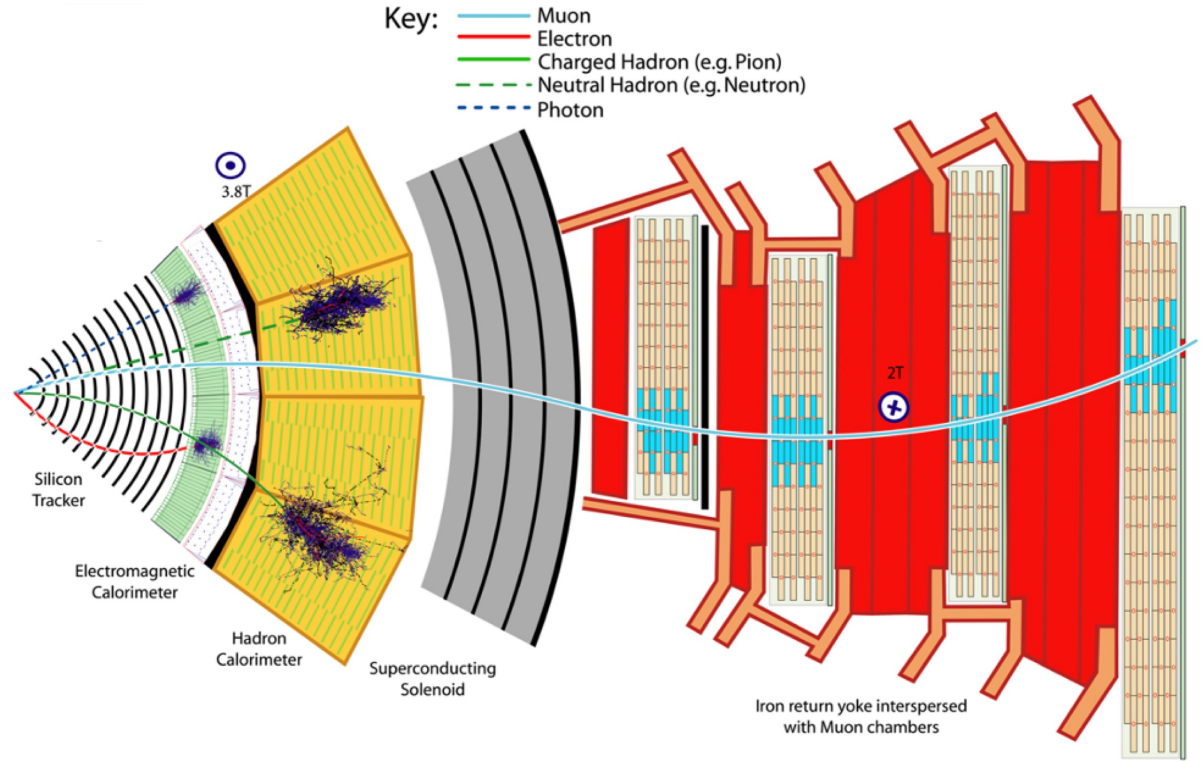 Key:
Muon
Electron
Charged Hadron (e.g. Pion)
Neutral Hadron (e.g. Neutron)
Photon
3.8T
2T
Silicon
Tracker
Electromagnetic
Calorimeter
Hadron
Calorimeter
Superconducting
Solenoid
Iron return yoke interspersed
with Muon chambers